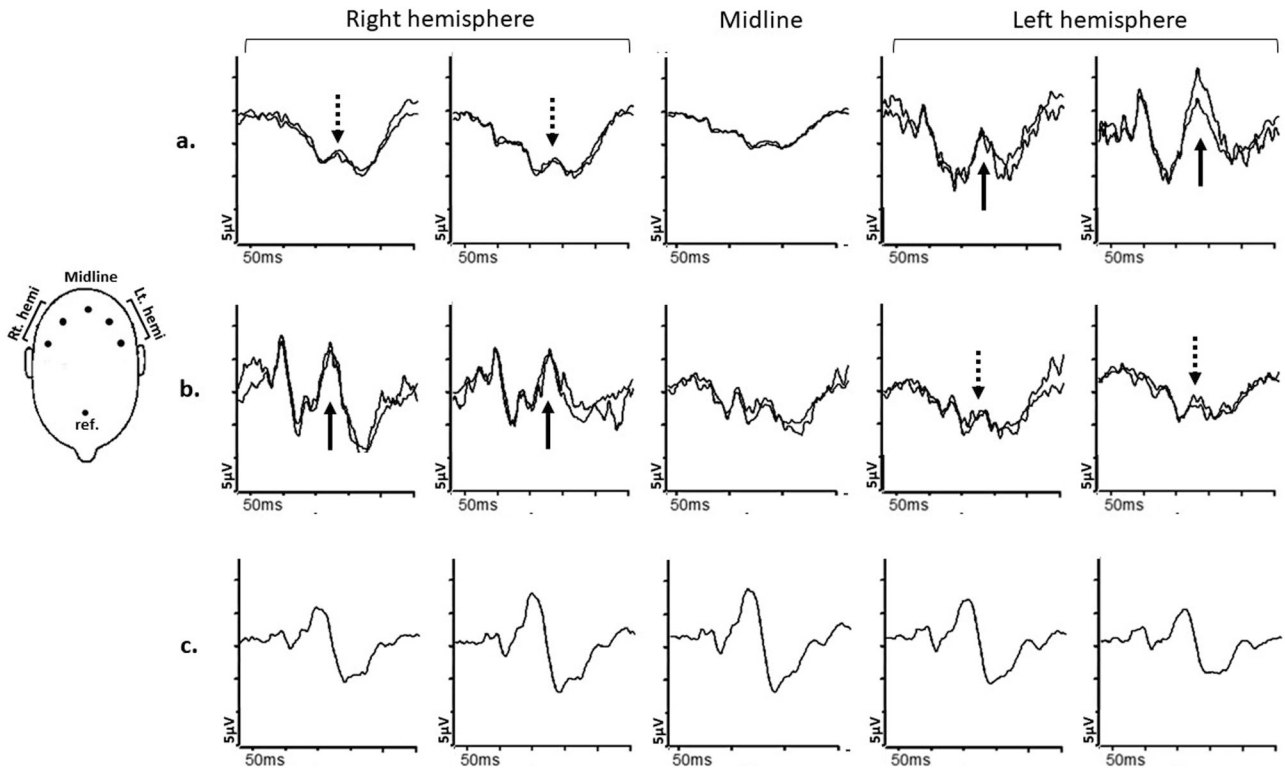 Right hemisphere Midline Left hemisphere
a.
5µV 5µV 5µV 5µV 5µV
50ms 50ms 50ms 50ms 50ms
Midline
Rt. hemi Lt. hemi
ref.
b.
5µV 5µV 5µV 5µV 5µV
50ms 50ms 50ms 50ms 50ms
c.
5µV 5µV 5µV 5µV 5µV
50ms 50ms 50ms 50ms 50ms